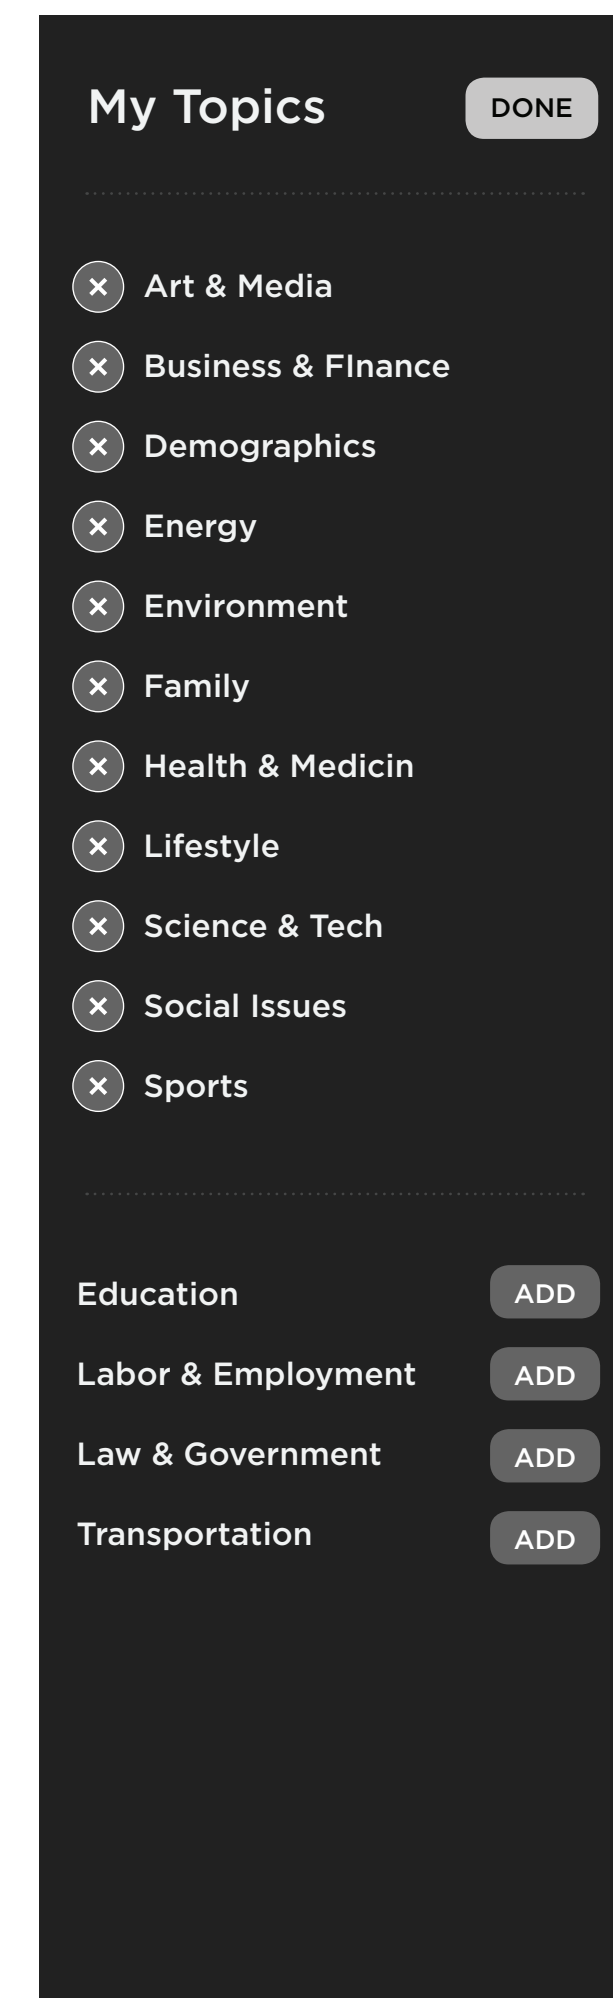 My Topics DONE
× Art & Media
× Business & FInance
× Demographics
× Energy
× Environment
× Family
× Health & Medicin
× Lifestyle
× Science & Tech
× Social Issues
× Sports
Education ADD
Labor & Employment ADD
Law & Government ADD
Transportation ADD